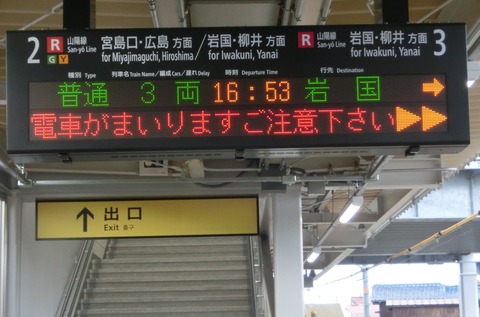 2 R 山陽線 San-yō Line G Y 宮島口・広島 方面 for Miyajimaguchi, Hiroshima / 岩国・柳井 方面 for Iwakuni, Yanai R 山陽線 San-yō Line 岩国・柳井 方面 for Iwakuni, Yanai 3
種別 Type 列車名 Train Name / 編成 Cars / 遅れ Delay 時刻 Departure Time 行先 Destination
普通 3両 16:53 岩国 →
電車がまいりますご注意下さい
↑ 出口
Exit 출구